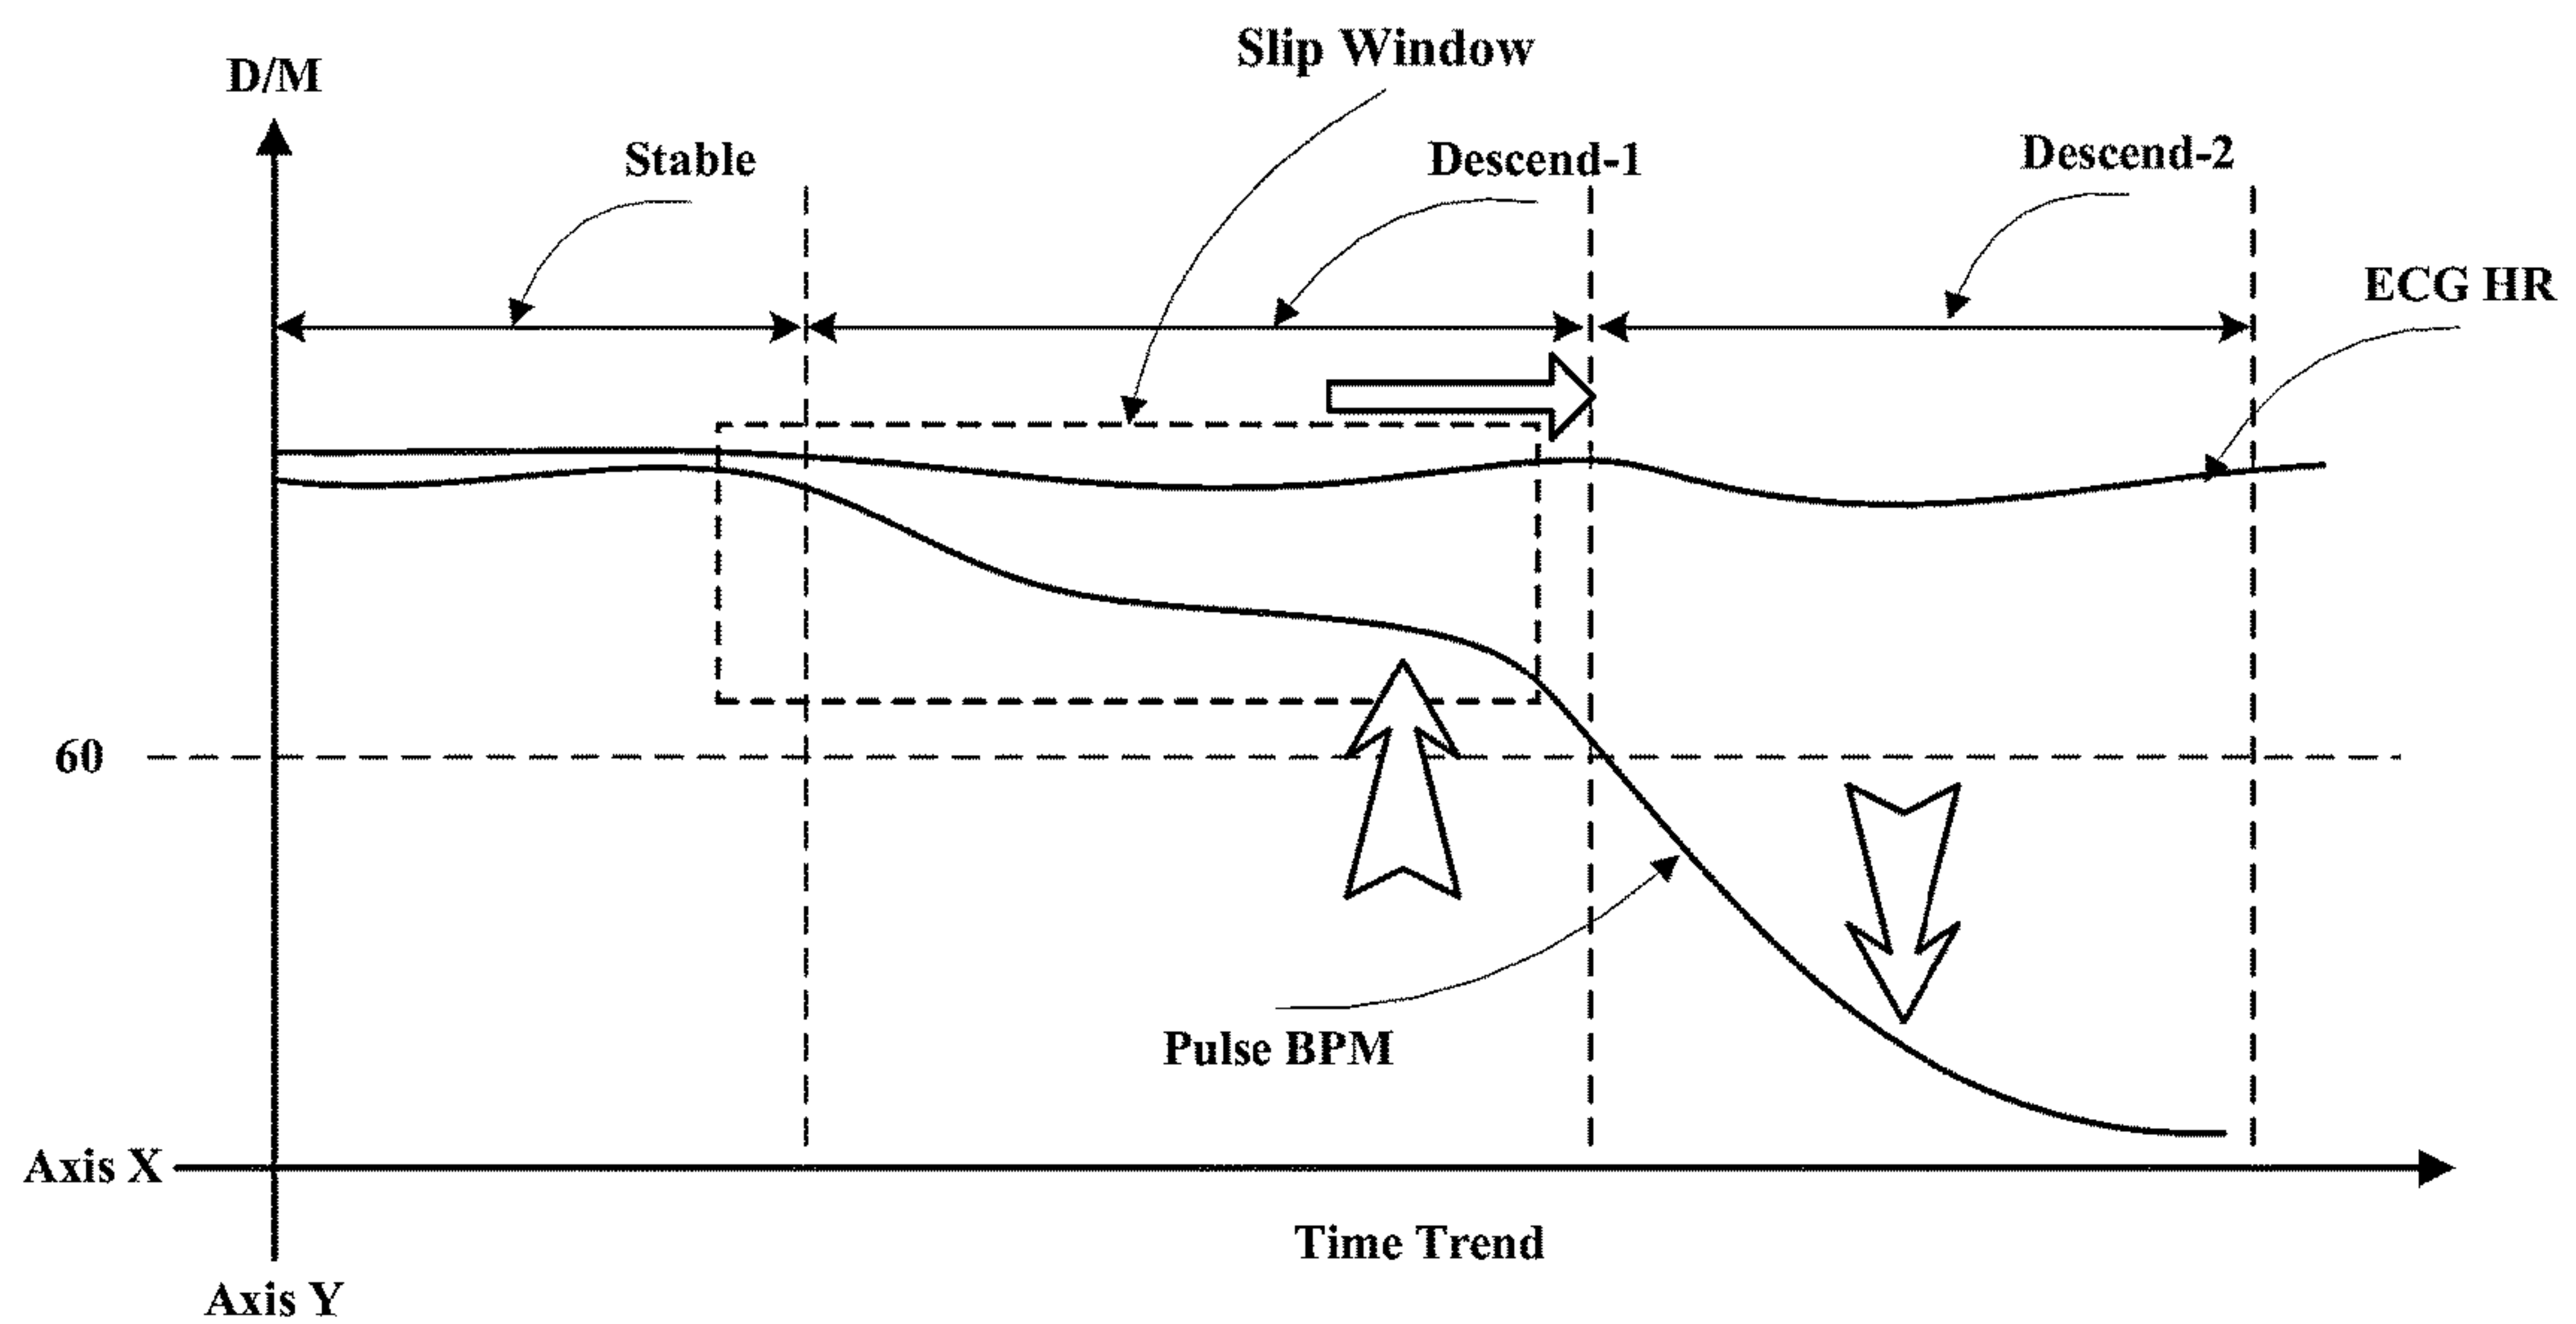 Slip Window
D/M
Stable
Descend-1
Descend-2
ECG HR
60
Pulse BPM
Axis X
Time Trend
Axis Y